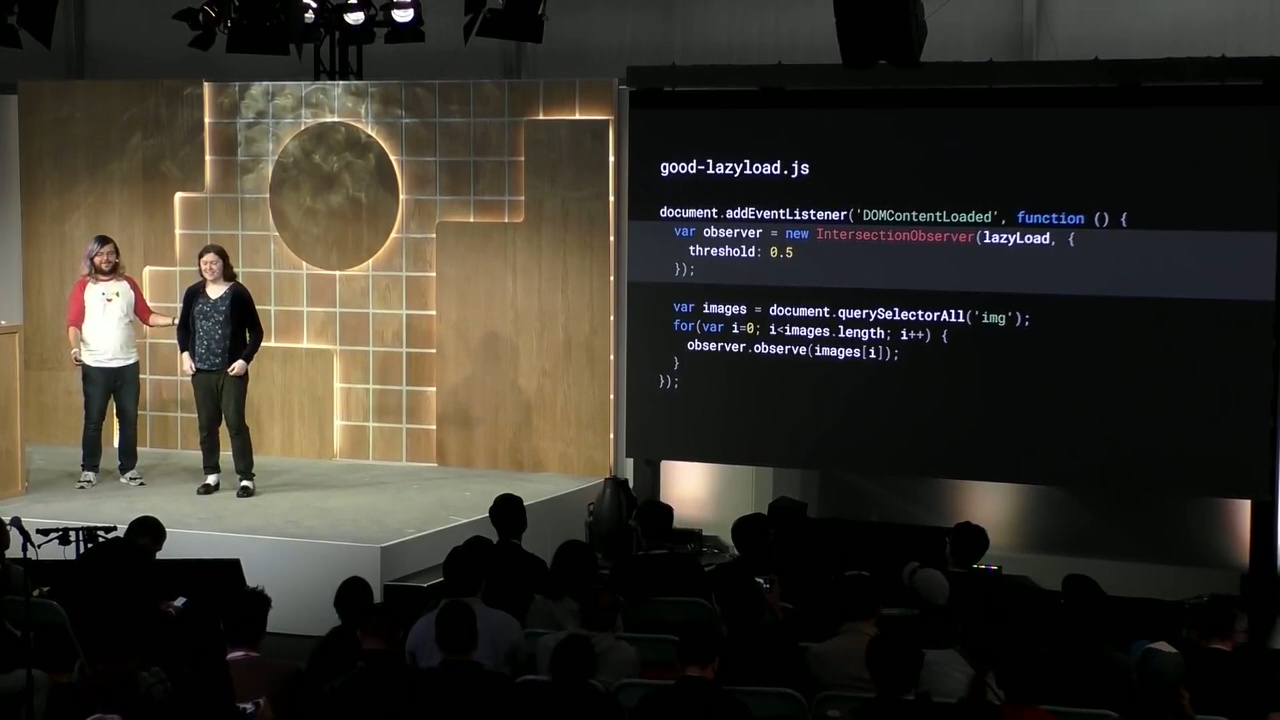 good-lazyload.js
document.addEventListener('DOMContentLoaded', function () {
var observer = new IntersectionObserver(lazyLoad, {
threshold: 0.5
});
var images = document.querySelectorAll('img');
for(var i=0; i<images.length; i++) {
observer.observe(images[i]);
}
});